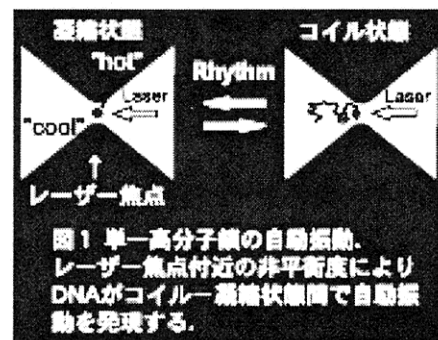 凝縮状態
コイル状態
"hot"
Rhythm
Laser
Laser
"cool"
レーザー焦点
図1 単一高分子鎖の自励振動.
レーザー焦点付近の非平衡度により
DNAがコイルー凝縮状態間で自励振
動を発現する.